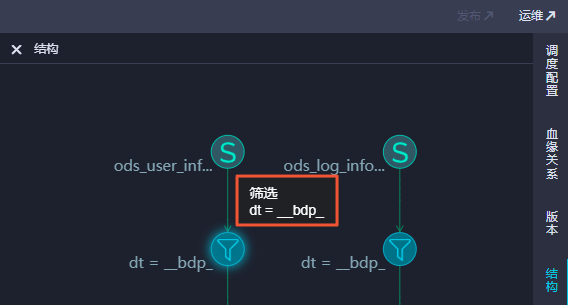 发布
运维
结构
调度配置
血缘关系
版本
结构
S
S
ods_user_inf...
ods_log_info...
筛选
dt = __bdp_
dt = __bdp_
dt = __bdp_